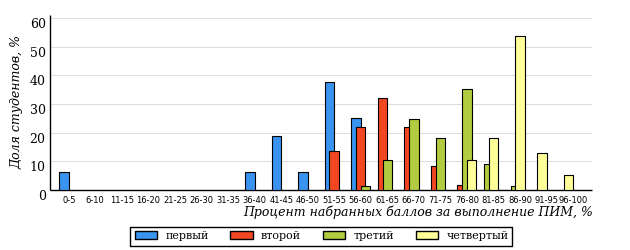 Доля студентов, %
60
50
40
30
20
10
0
0-5 6-10 11-15 16-20 21-25 26-30 31-35 36-40 41-45 46-50 51-55 56-60 61-65 66-70 71-75 76-80 81-85 86-90 91-95 96-100
Процент набранных баллов за выполнение ПИМ, %
первый второй третий четвертый